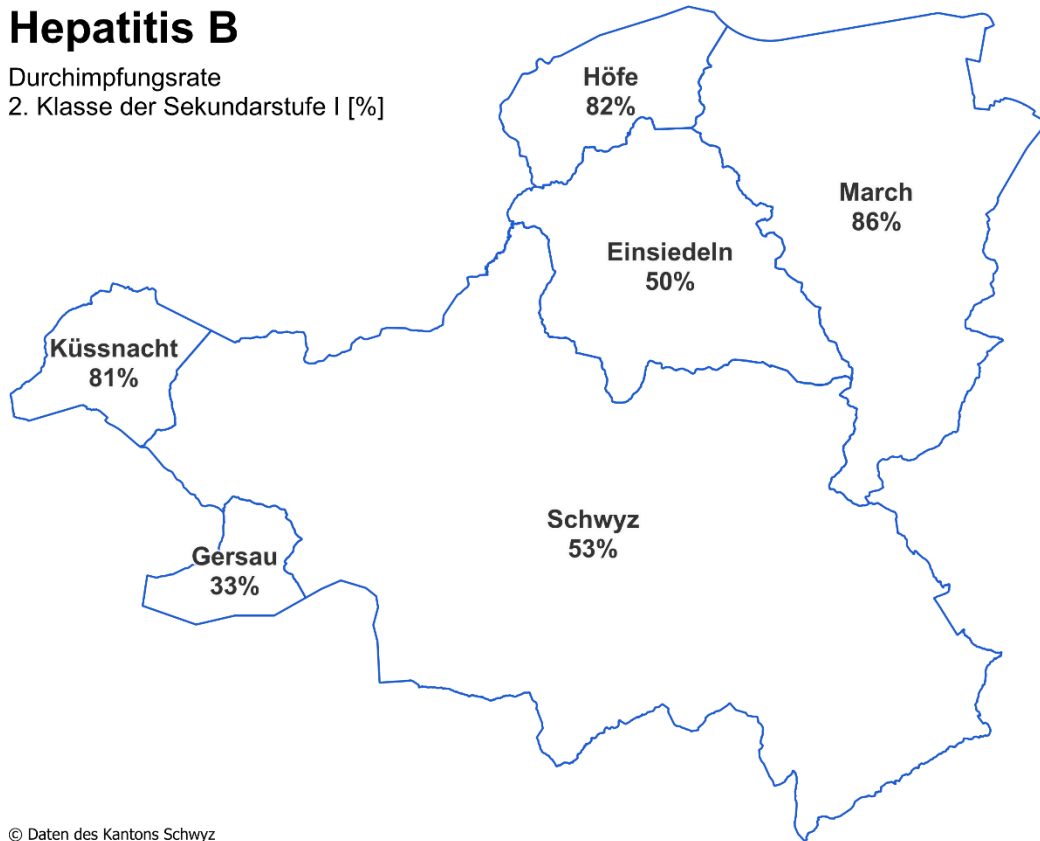 Hepatitis B
Durchimpfungsrate
2. Klasse der Sekundarstufe I [%]
Höfe
82%
March
86%
Einsiedeln
50%
Küssnacht
81%
Schwyz
53%
Gersau
33%
© Daten des Kantons Schwyz